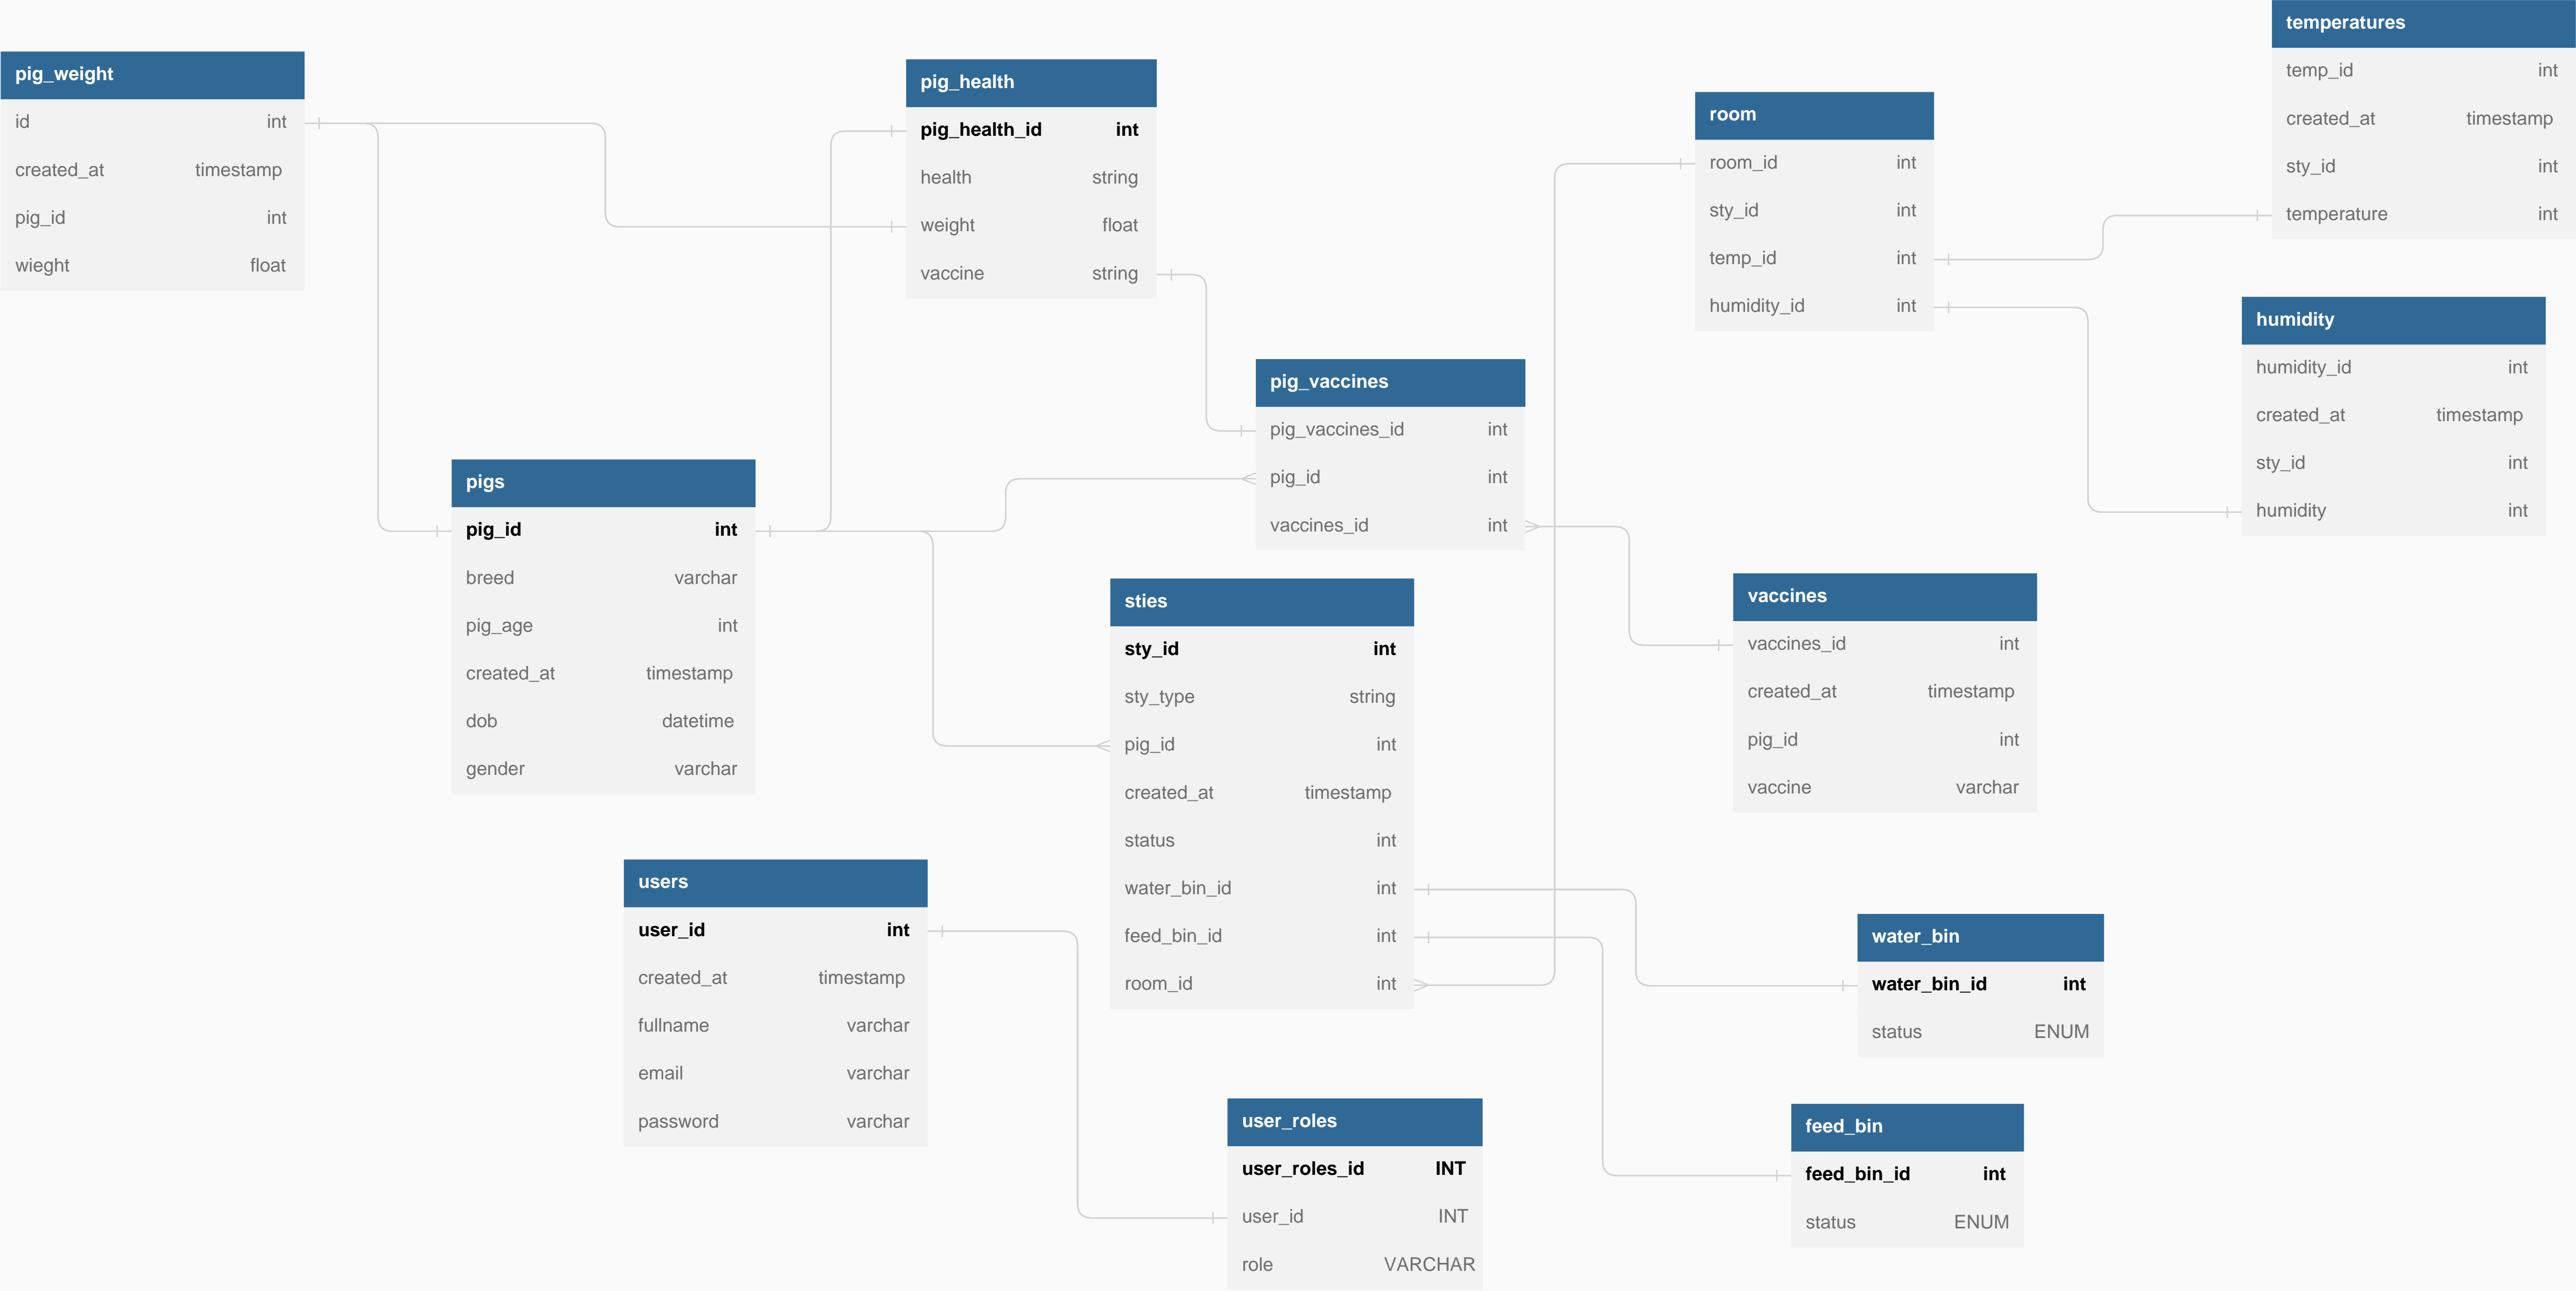 pig_weight
id int
created_at timestamp
pig_id int
wieght float
pig_health
pig_health_id int
health string
weight float
vaccine string
room
room_id int
sty_id int
temp_id int
humidity_id int
temperatures
temp_id int
created_at timestamp
sty_id int
temperature int
humidity
humidity_id int
created_at timestamp
sty_id int
humidity int
pig_vaccines
pig_vaccines_id int
pig_id int
vaccines_id int
pigs
pig_id int
breed varchar
pig_age int
created_at timestamp
dob datetime
gender varchar
sties
sty_id int
sty_type string
pig_id int
created_at timestamp
status int
water_bin_id int
feed_bin_id int
room_id int
vaccines
vaccines_id int
created_at timestamp
pig_id int
vaccine varchar
users
user_id int
created_at timestamp
fullname varchar
email varchar
password varchar
water_bin
water_bin_id int
status ENUM
user_roles
user_roles_id INT
user_id INT
role VARCHAR
feed_bin
feed_bin_id int
status ENUM